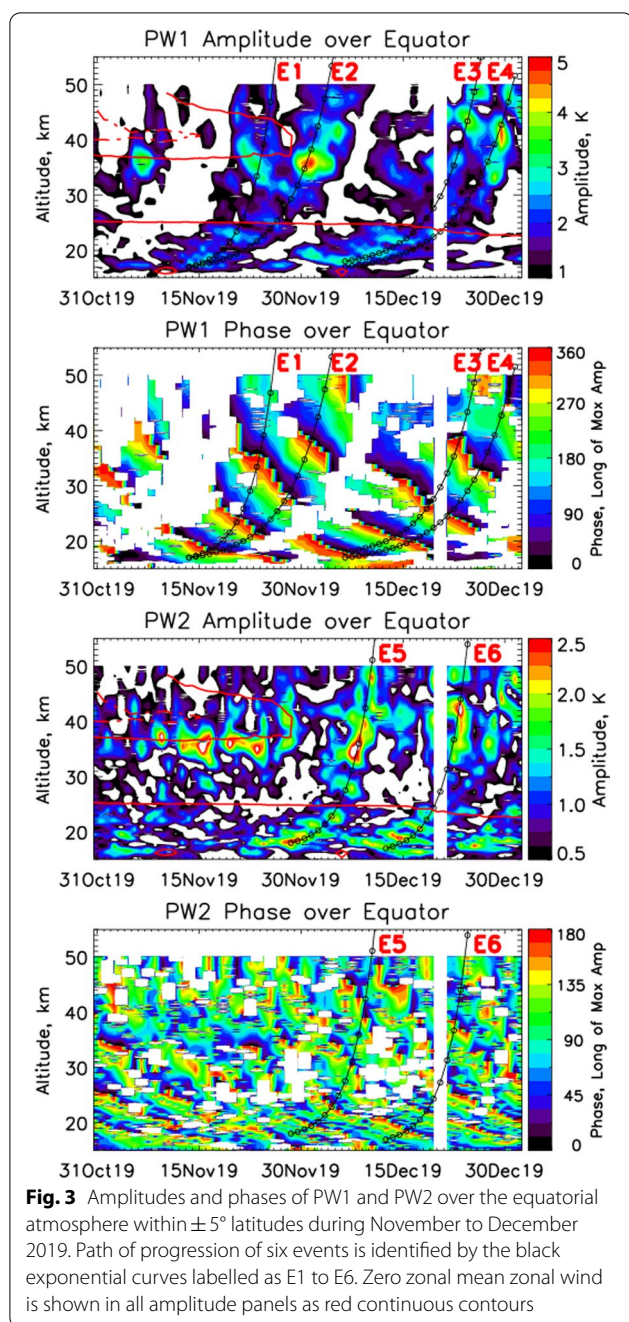 PW1 Amplitude over Equator
E1 E2 E3 E4
50
40
30
20
Altitude, km
31Oct19 15Nov19 30Nov19 15Dec19 30Dec19
5
4
3
2
1
Amplitude, K
PW1 Phase over Equator
E1 E2 E3 E4
50
40
30
20
Altitude, km
31Oct19 15Nov19 30Nov19 15Dec19 30Dec19
360
270
180
90
0
Phase, Long of Max Amp
PW2 Amplitude over Equator
E5 E6
50
40
30
20
Altitude, km
31Oct19 15Nov19 30Nov19 15Dec19 30Dec19
2.5
2.0
1.5
1.0
0.5
Amplitude, K
PW2 Phase over Equator
E5 E6
50
40
30
20
Altitude, km
31Oct19 15Nov19 30Nov19 15Dec19 30Dec19
180
135
90
45
0
Phase, Long of Max Amp
Fig. 3 Amplitudes and phases of PW1 and PW2 over the equatorial
atmosphere within ± 5° latitudes during November to December
2019. Path of progression of six events is identified by the black
exponential curves labelled as E1 to E6. Zero zonal mean zonal wind
is shown in all amplitude panels as red continuous contours